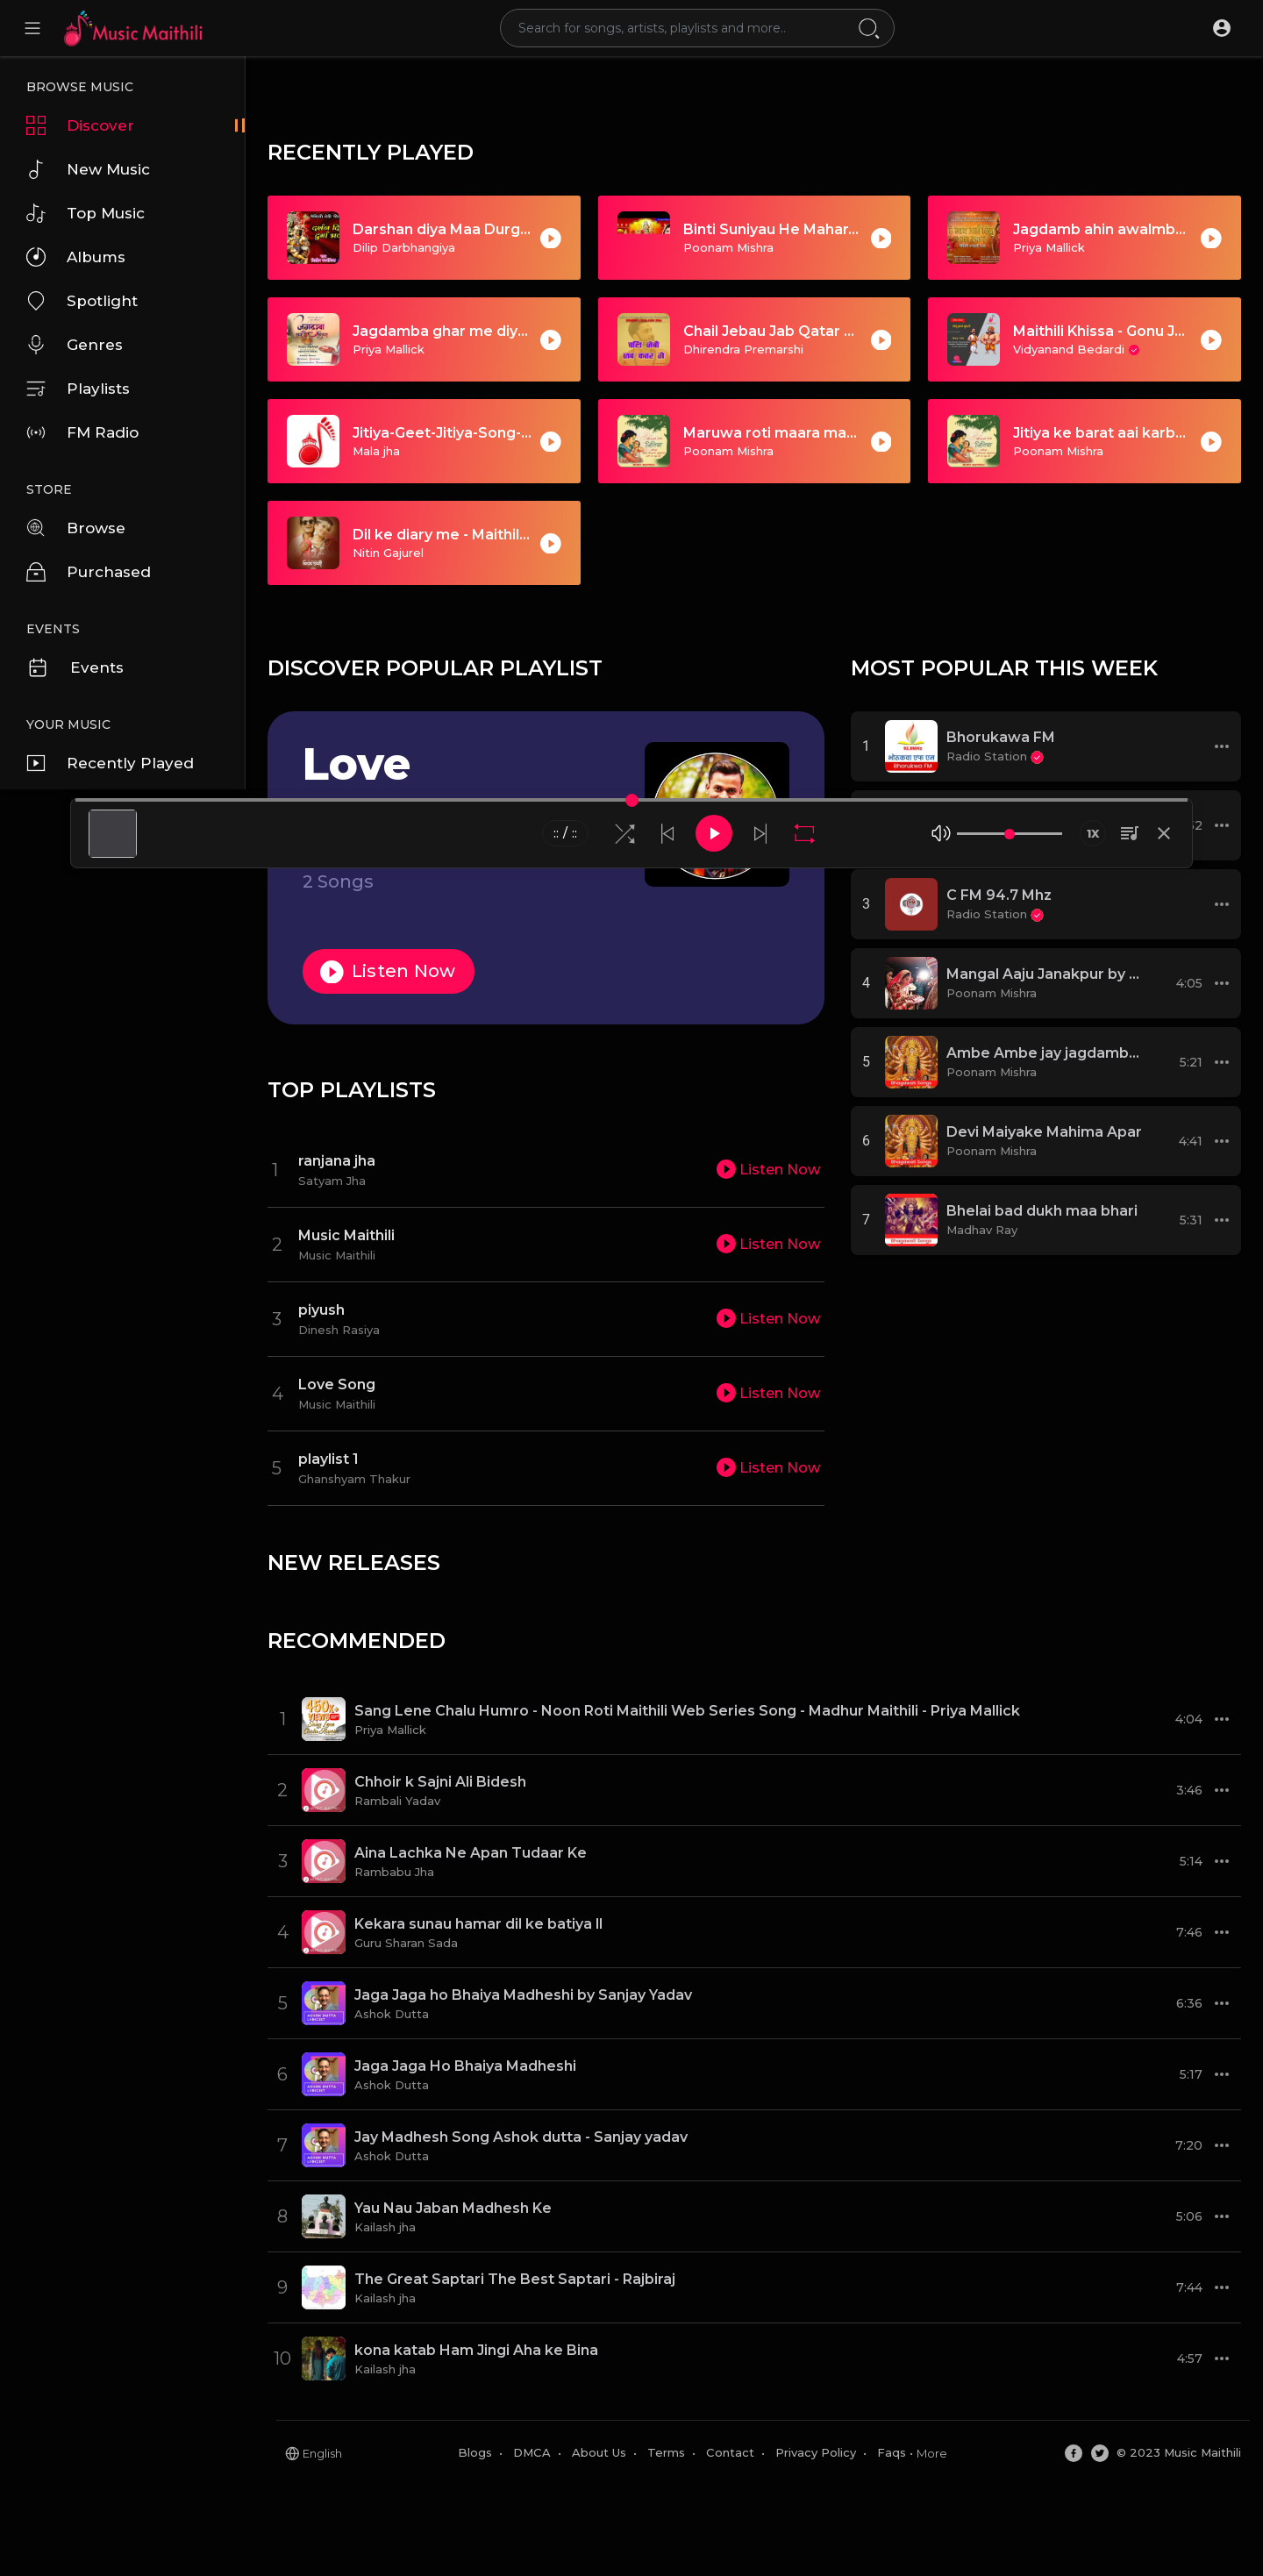 Music Maithili
Search for songs, artists, playlists and more..
BROWSE MUSIC
Discover
New Music
Top Music
Albums
Spotlight
Genres
Playlists
FM Radio
STORE
Browse
Purchased
EVENTS
Events
YOUR MUSIC
Recently Played
RECENTLY PLAYED
Darshan diya Maa Durg...
Dilip Darbhangiya
Binti Suniyau He Mahar...
Poonam Mishra
Jagdamb ahin awalmb...
Priya Mallick
Jagdamba ghar me diy...
Priya Mallick
Chail Jebau Jab Qatar ...
Dhirendra Premarshi
Maithili Khissa - Gonu J...
Vidyanand Bedardi
Jitiya-Geet-Jitiya-Song-...
Mala jha
Maruwa roti maara ma...
Poonam Mishra
Jitiya ke barat aai karb...
Poonam Mishra
Dil ke diary me - Maithil...
Nitin Gajurel
DISCOVER POPULAR PLAYLIST
Love
2 Songs
Listen Now
:: / ::
1X
MOST POPULAR THIS WEEK
1
Bhorukawa FM
Radio Station
3
C FM 94.7 Mhz
Radio Station
4
Mangal Aaju Janakpur by ...
Poonam Mishra
4:05
5
Ambe Ambe jay jagdamb...
Poonam Mishra
5:21
6
Devi Maiyake Mahima Apar
Poonam Mishra
4:41
7
Bhelai bad dukh maa bhari
Madhav Ray
5:31
TOP PLAYLISTS
1
ranjana jha
Satyam Jha
Listen Now
2
Music Maithili
Music Maithili
Listen Now
3
piyush
Dinesh Rasiya
Listen Now
4
Love Song
Music Maithili
Listen Now
5
playlist 1
Ghanshyam Thakur
Listen Now
NEW RELEASES
RECOMMENDED
1
Sang Lene Chalu Humro - Noon Roti Maithili Web Series Song - Madhur Maithili - Priya Mallick
Priya Mallick
4:04
2
Chhoir k Sajni Ali Bidesh
Rambali Yadav
3:46
3
Aina Lachka Ne Apan Tudaar Ke
Rambabu Jha
5:14
4
Kekara sunau hamar dil ke batiya II
Guru Sharan Sada
7:46
5
Jaga Jaga ho Bhaiya Madheshi by Sanjay Yadav
Ashok Dutta
6:36
6
Jaga Jaga Ho Bhaiya Madheshi
Ashok Dutta
5:17
7
Jay Madhesh Song Ashok dutta - Sanjay yadav
Ashok Dutta
7:20
8
Yau Nau Jaban Madhesh Ke
Kailash jha
5:06
9
The Great Saptari The Best Saptari - Rajbiraj
Kailash jha
7:44
10
kona katab Ham Jingi Aha ke Bina
Kailash jha
4:57
English
Blogs • DMCA • About Us • Terms • Contact • Privacy Policy • Faqs • More
© 2023 Music Maithili